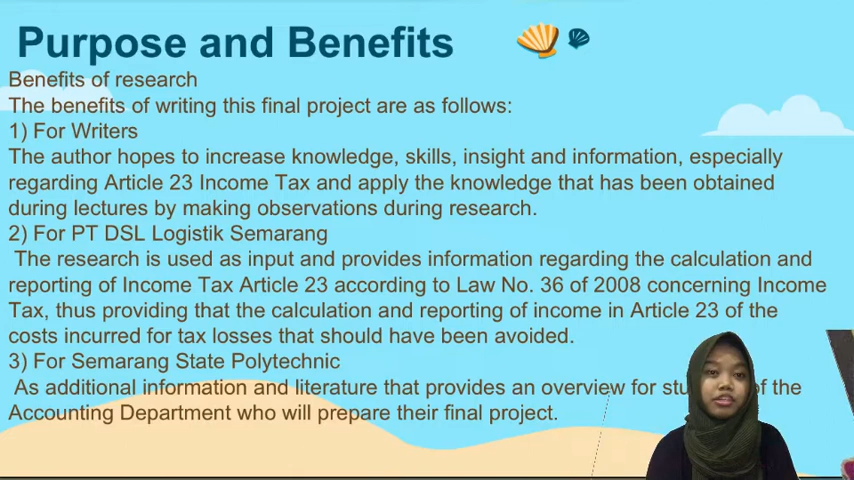 Purpose and Benefits
Benefits of research
The benefits of writing this final project are as follows:
1) For Writers
The author hopes to increase knowledge, skills, insight and information, especially
regarding Article 23 Income Tax and apply the knowledge that has been obtained
during lectures by making observations during research.
2) For PT DSL Logistik Semarang
The research is used as input and provides information regarding the calculation and
reporting of Income Tax Article 23 according to Law No. 36 of 2008 concerning Income
Tax, thus providing that the calculation and reporting of income in Article 23 of the
costs incurred for tax losses that should have been avoided.
3) For Semarang State Polytechnic
As additional information and literature that provides an overview for of the
Accounting Department who will prepare their final project.